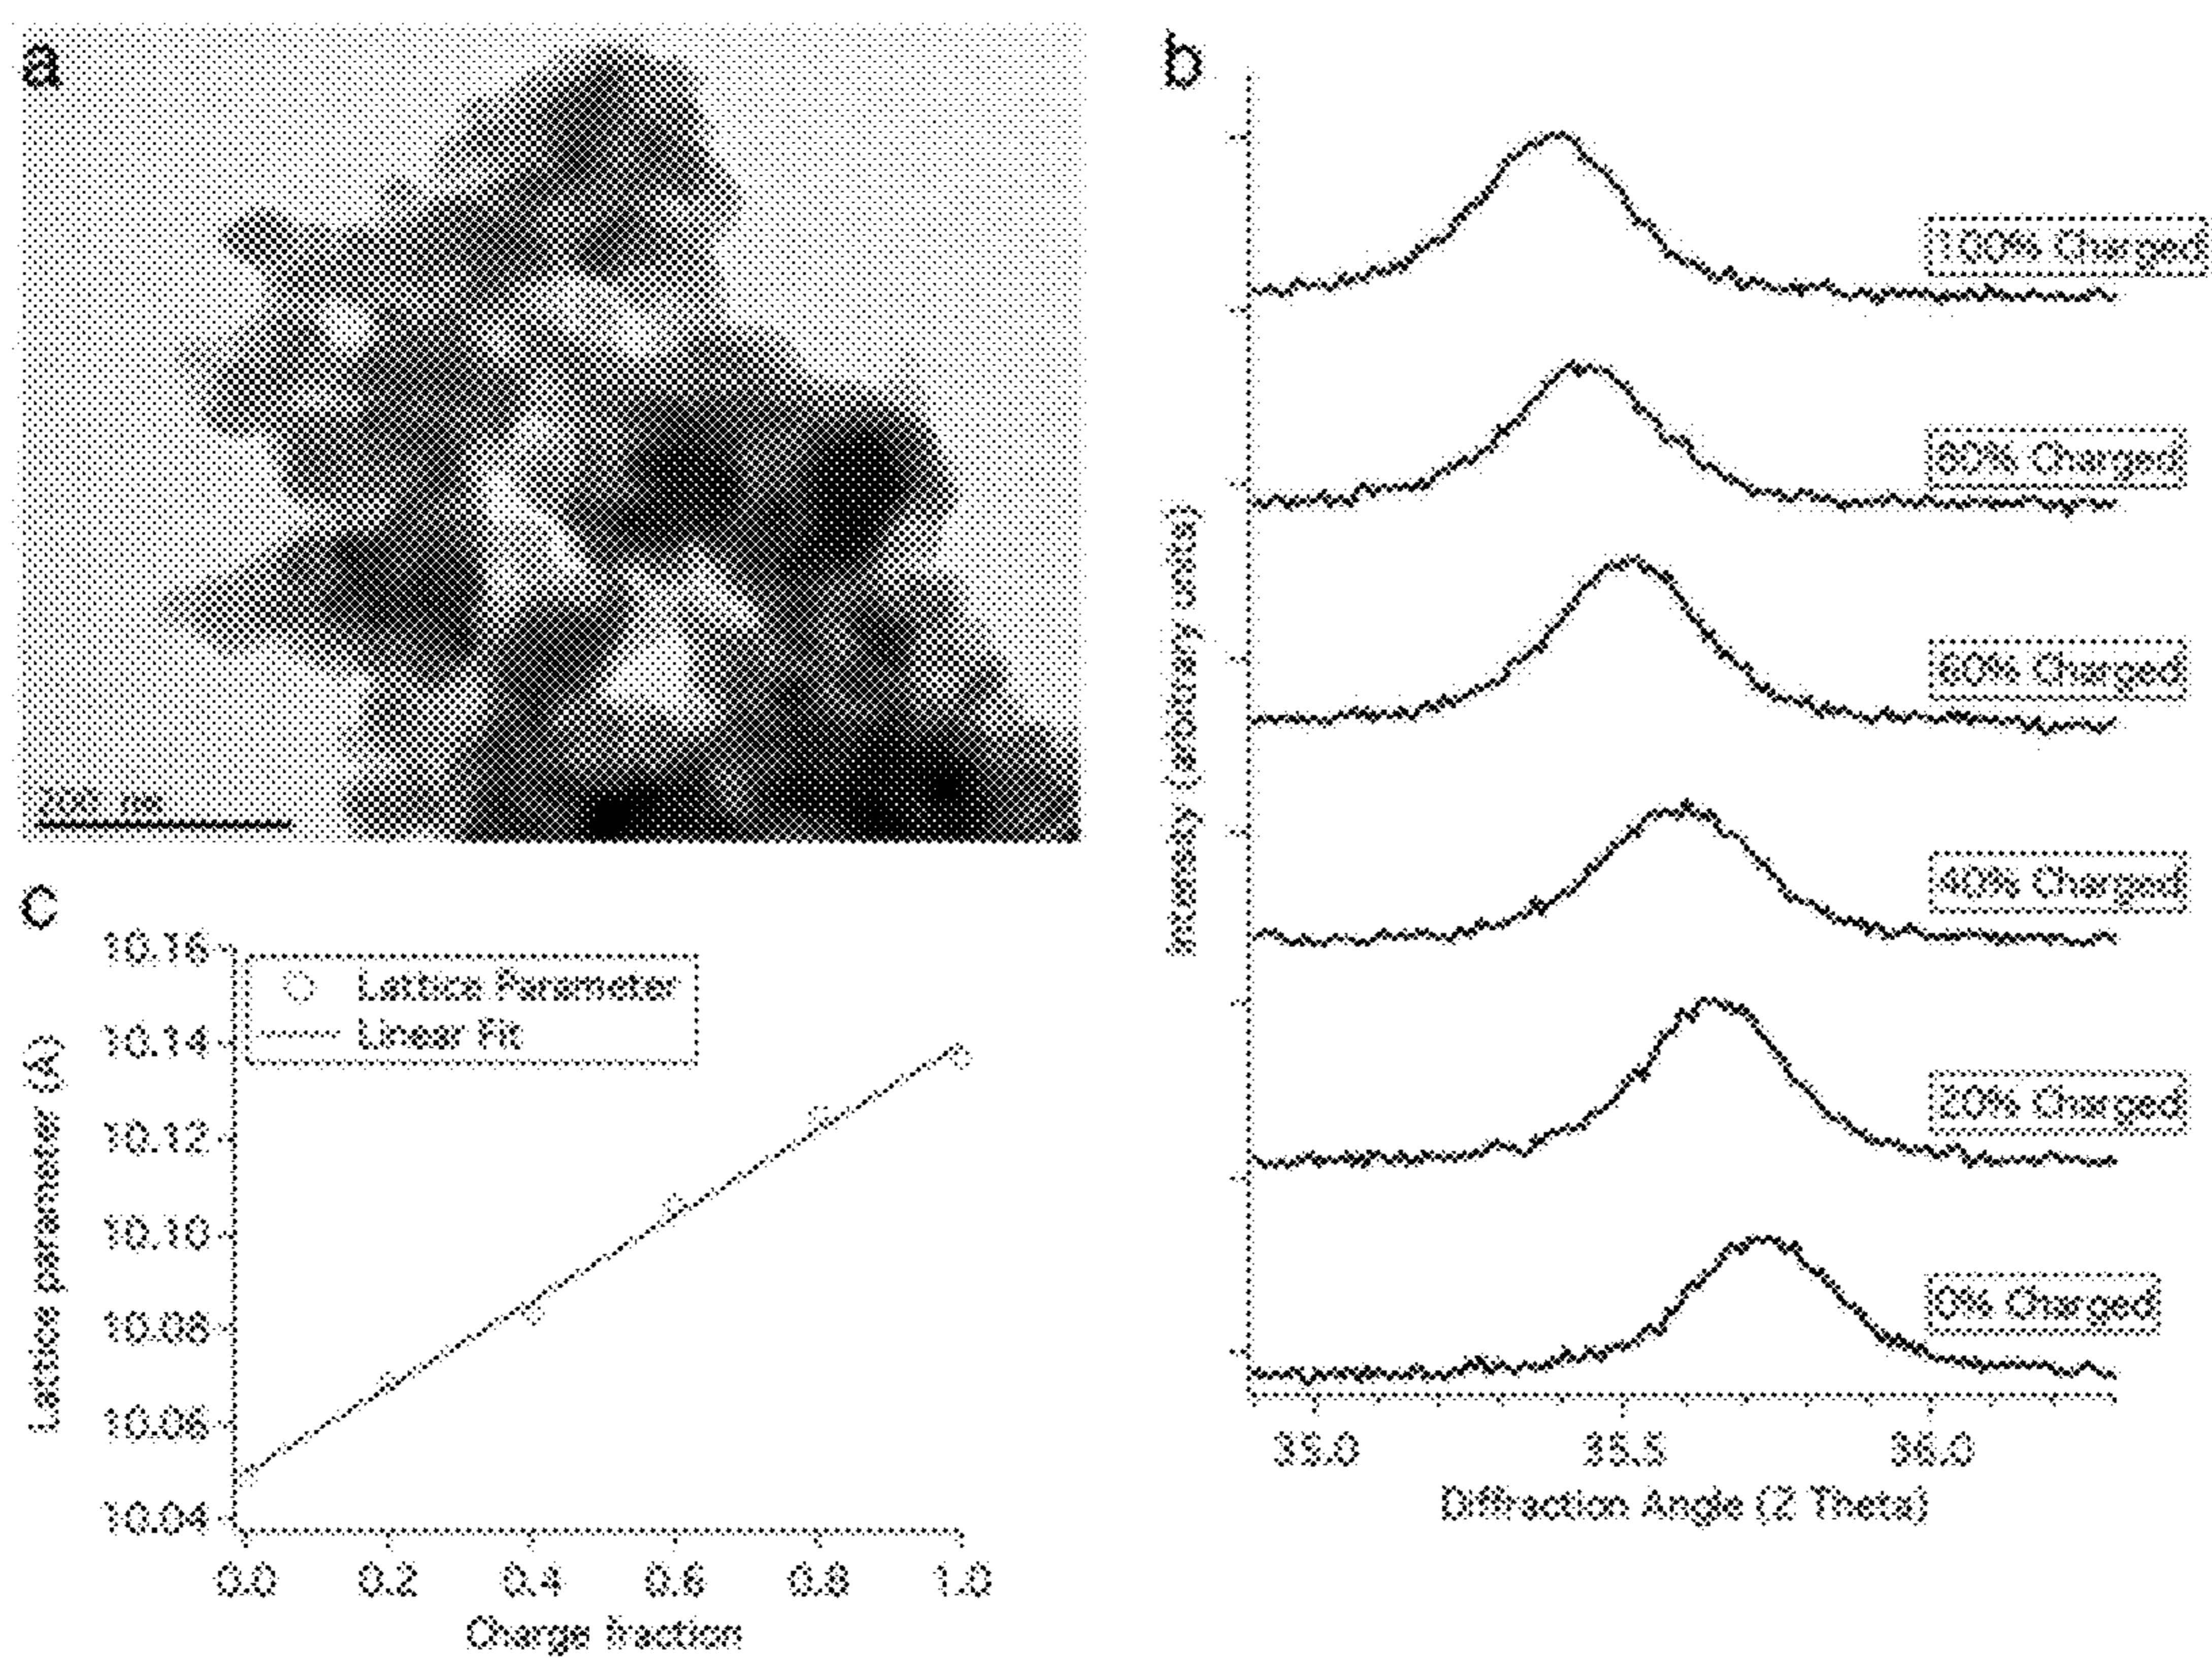 a
200 nm
b
100% Charged
80% Charged
60% Charged
40% Charged
20% Charged
0% Charged
Intensity (arbitrary units)
35.0 35.5 36.0
Diffraction Angle (2 Theta)
c
10.16
10.14
10.12
10.10
10.08
10.06
10.04
Lattice Parameter
Linear Fit
Lattice parameter (Å)
0.0 0.2 0.4 0.6 0.8 1.0
Charge fraction